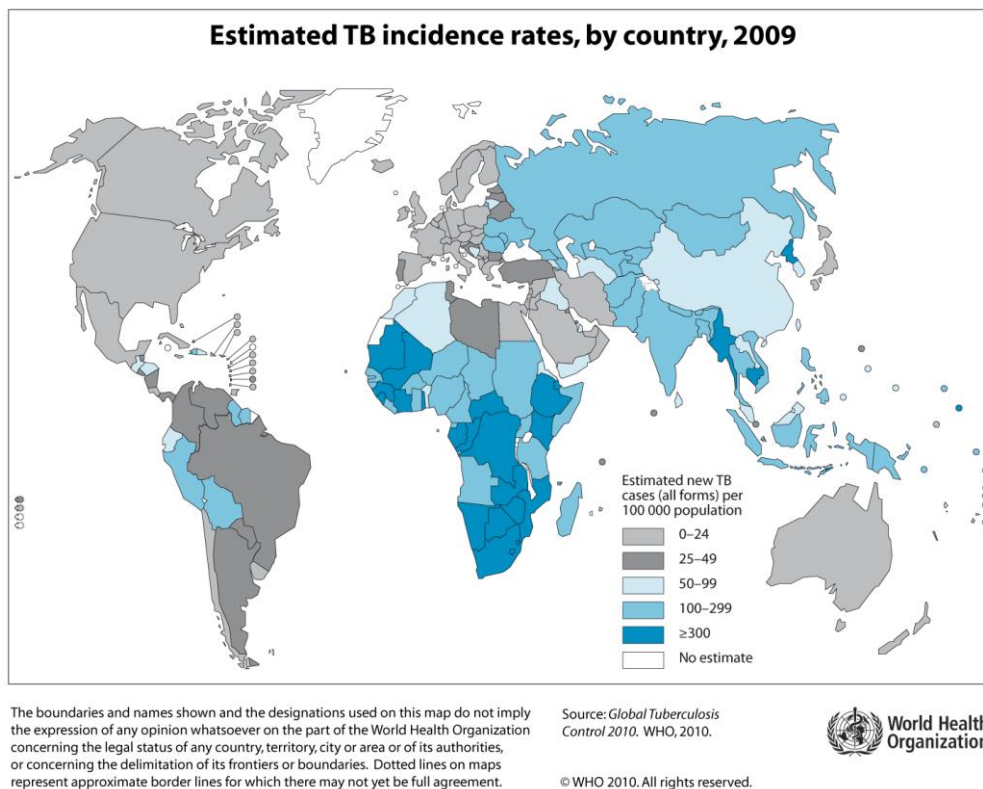 Estimated TB incidence rates, by country, 2009
Estimated new TB
cases (all forms) per
100 000 population
0–24
25–49
50–99
100–299
≥300
No estimate
The boundaries and names shown and the designations used on this map do not imply
the expression of any opinion whatsoever on the part of the World Health Organization
concerning the legal status of any country, territory, city or area or of its authorities,
or concerning the delimitation of its frontiers or boundaries. Dotted lines on maps
represent approximate border lines for which there may not yet be full agreement.
Source: Global Tuberculosis
Control 2010. WHO, 2010.
© WHO 2010. All rights reserved.
World Health
Organization